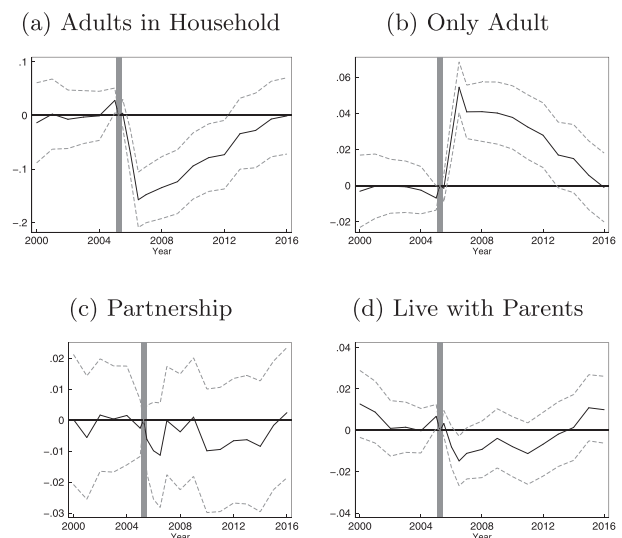 (a) Adults in Household
(b) Only Adult
.1
0
-.1
-.2
2000 2004 2008 2012 2016
Year
.06
.04
.02
0
-.02
2000 2004 2008 2012 2016
Year
(c) Partnership
(d) Live with Parents
.02
.01
0
-.01
-.02
-.03
2000 2004 2008 2012 2016
Year
.04
.02
0
-.02
-.04
2000 2004 2008 2012 2016
Year